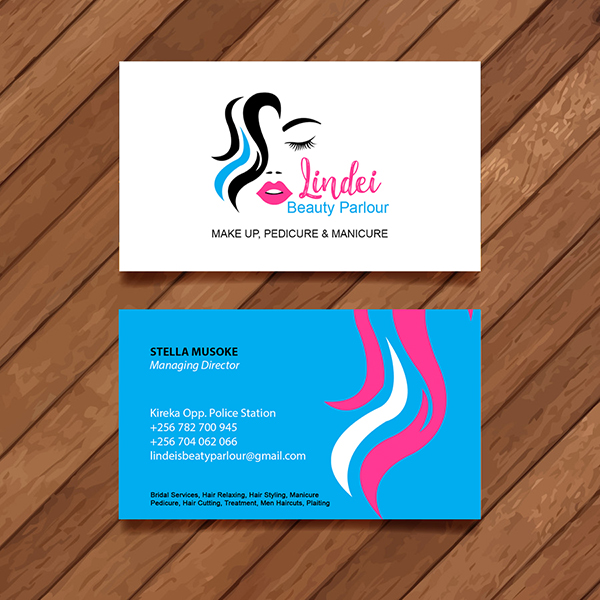 Lindei
Beauty Parlour
MAKE UP, PEDICURE & MANICURE
STELLA MUSOKE
Managing Director
Kireka Opp. Police Station
+256 782 700 945
+256 704 062 066
lindeisbeatyparlour@gmail.com
Bridal Services, Hair Relaxing, Hair Styling, Manicure
Pedicure, Hair Cutting, Treatment, Men Haircuts, Plaiting